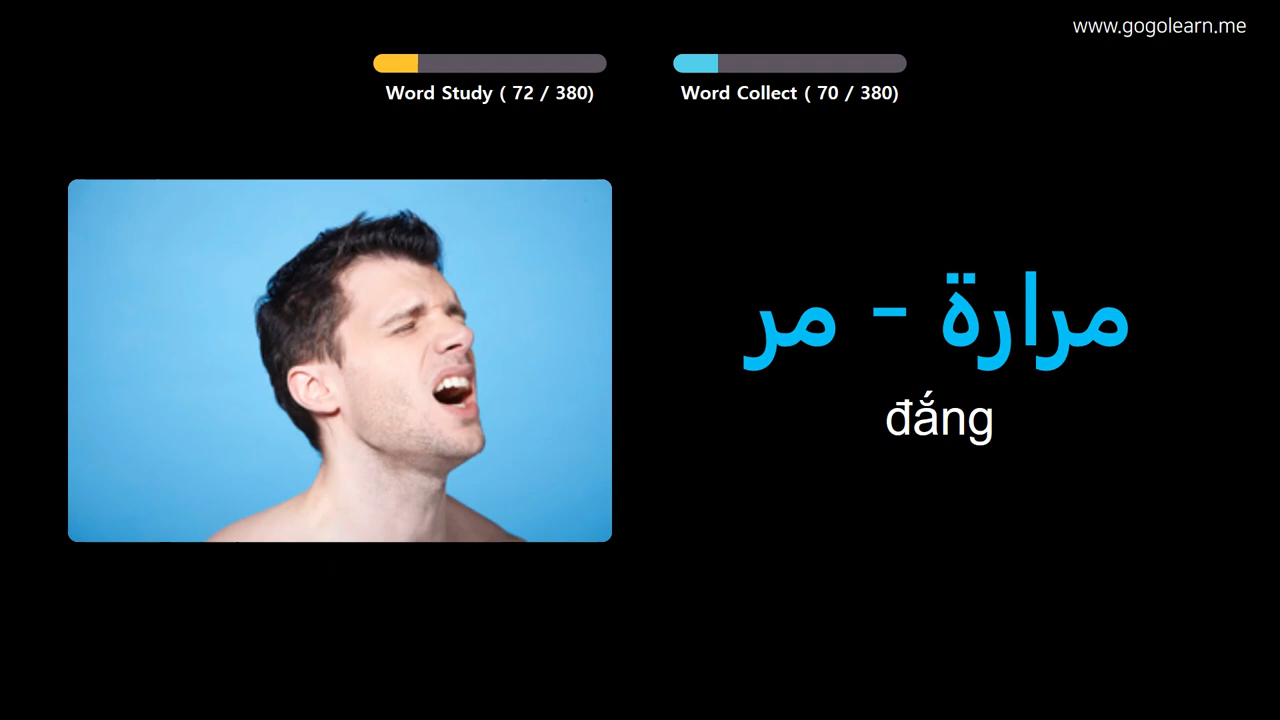 www.gogolearn.me
Word Study ( 72 / 380)
Word Collect ( 70 / 380)
مرارة - مر
đắng